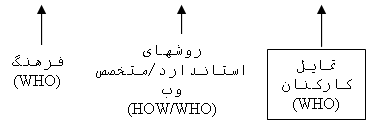 تمایل
کارکنان
(WHO)
روشهای
استاندارد/متخصص
وب
(HOW/WHO)
فرهنگ
(WHO)